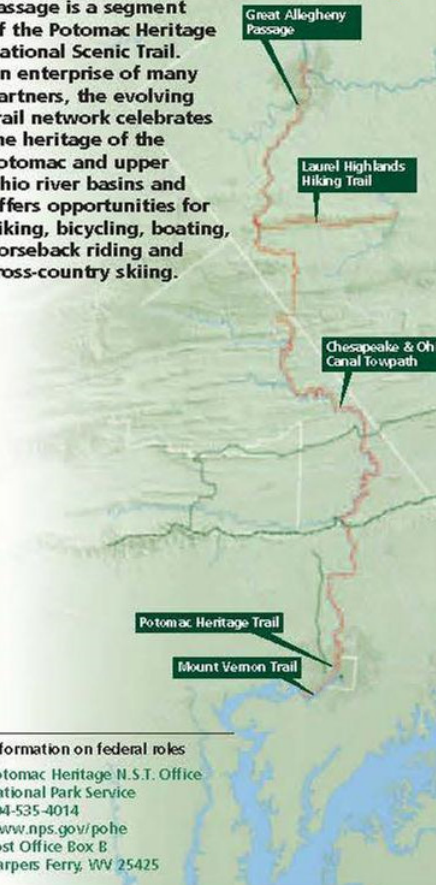 assage is a segment
f the Potomac Heritage
ational Scenic Trail.
n enterprise of many
artners, the evolving
rail network celebrates
he heritage of the
otomac and upper
hio river basins and
ffers opportunities for
iking, bicycling, boating,
orseback riding and
ross-country skiing.
Great Allegheny
Passage
Laurel Highlands
Hiking Trail
Chesapeake & Oh
Canal Towpath
Potomac Heritage Trail
Mount Vernon Trail
formation on federal roles
otomac Heritage N.S.T. Office
ational Park Service
04-535-4014
ww.nps.gov/pohe
ost Office Box B
arpers Ferry, WV 25425